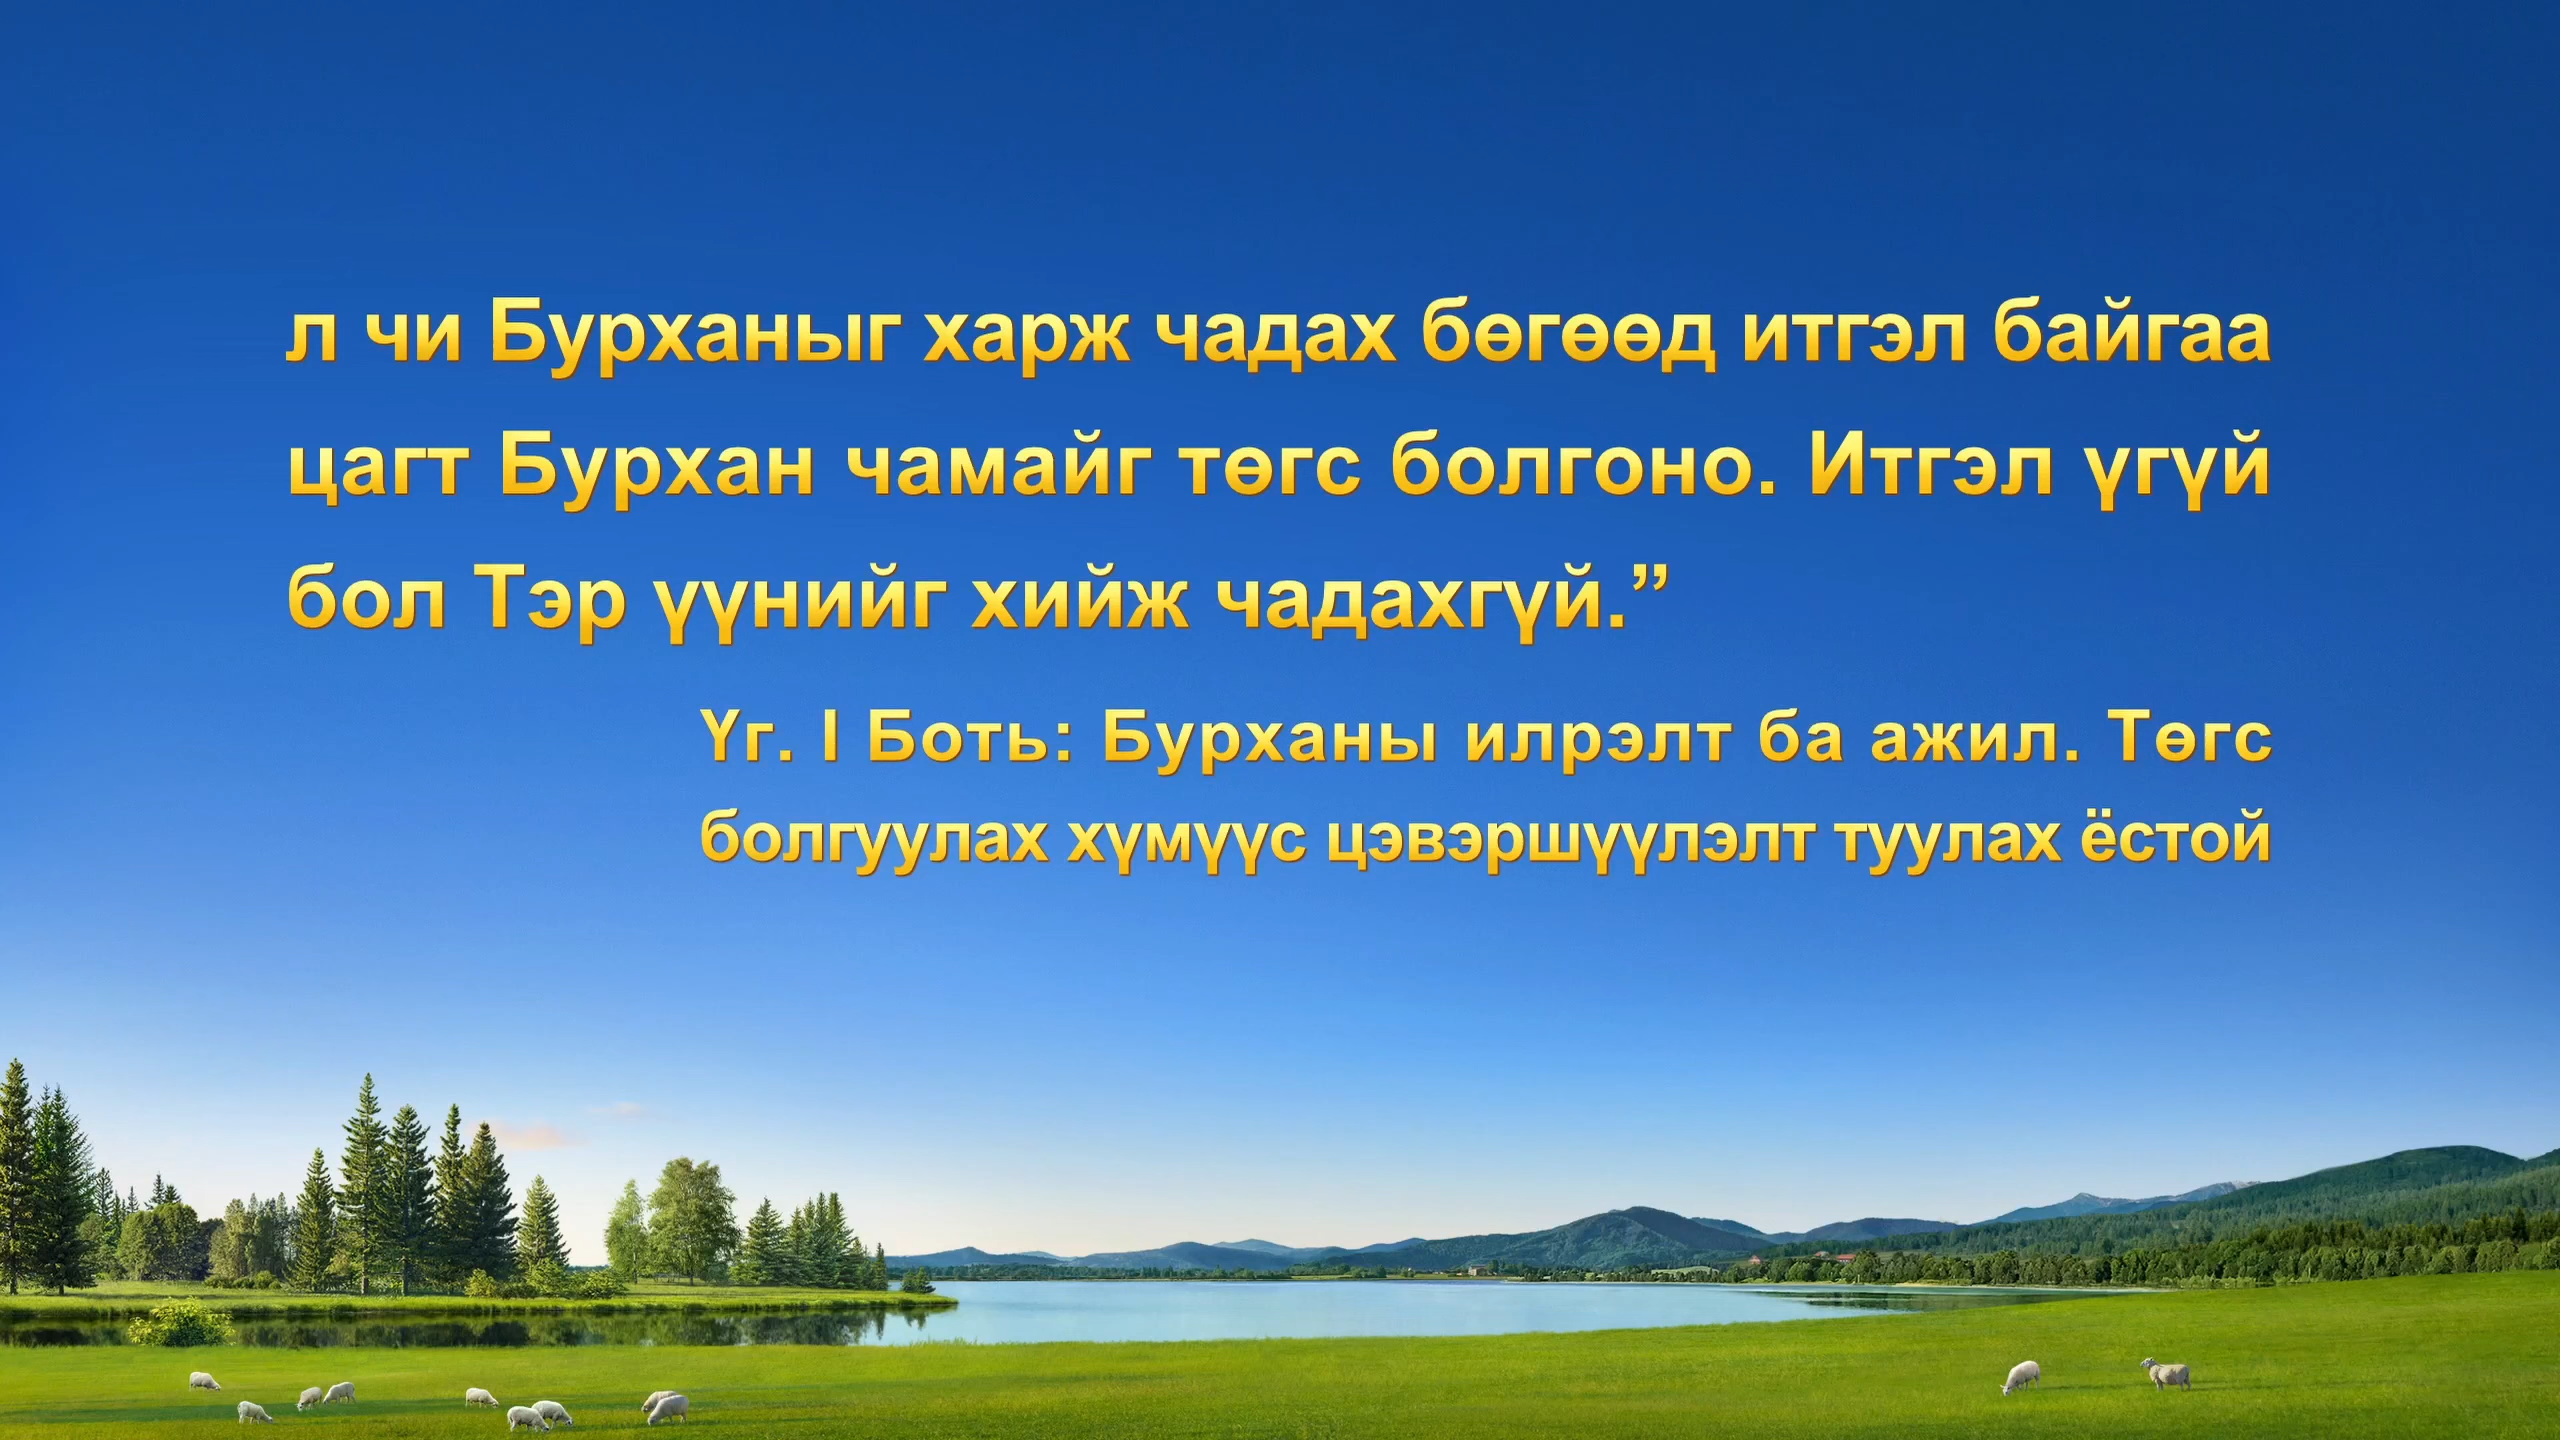 л чи Бурханыг харж чадах бөгөөд итгэл байгаа
цагт Бурхан чамайг төгс болгоно. Итгэл үгүй
бол Тэр үүнийг хийж чадахгүй.”
Үг. I Боть: Бурханы илрэлт ба ажил. Төгс
болгуулах хүмүүс цэвэршүүлэлт туулах ёстой